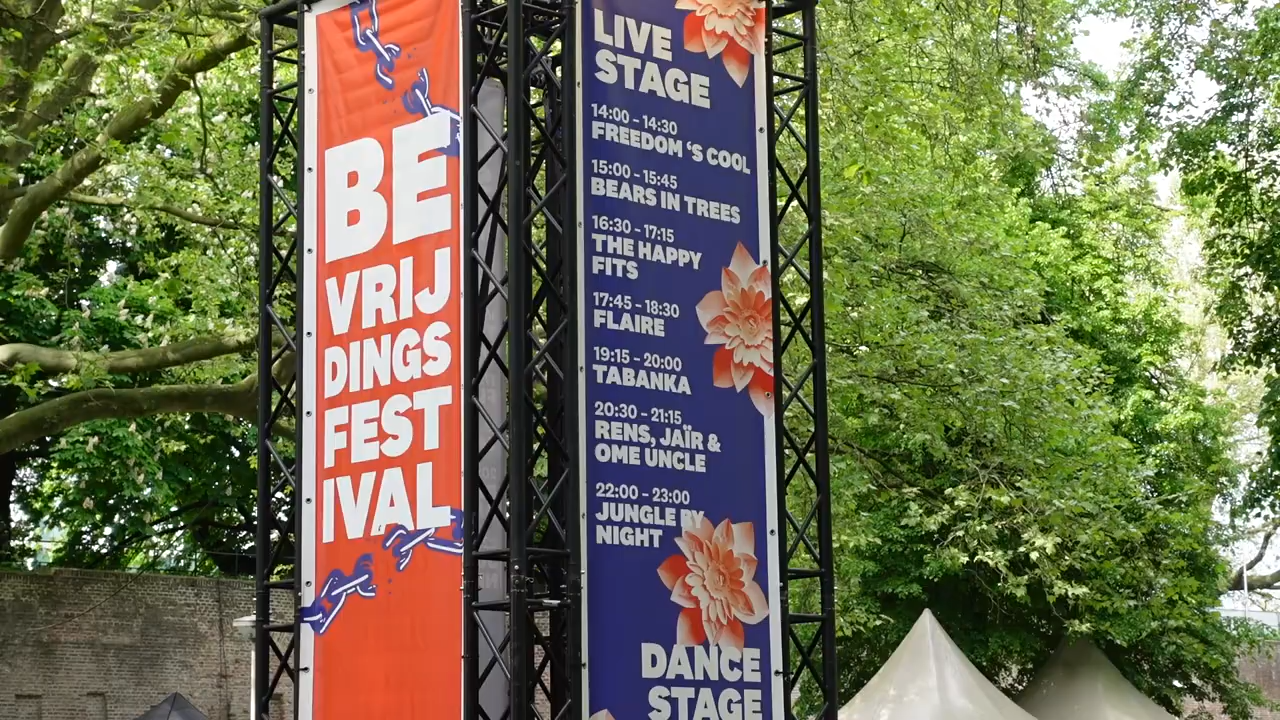 BE
VRIJ
DINGS
FEST
IVAL
LIVE
STAGE
14:00 - 14:30
FREEDOM 'S COOL
15:00 - 15:45
BEARS IN TREES
16:30 - 17:15
THE HAPPY
FITS
17:45 - 18:30
FLAIRE
19:15 - 20:00
TABANKA
20:30 - 21:15
RENS, JAÏR &
OME UNCLE
22:00 - 23:00
JUNGLE BY
NIGHT
DANCE
STAGE